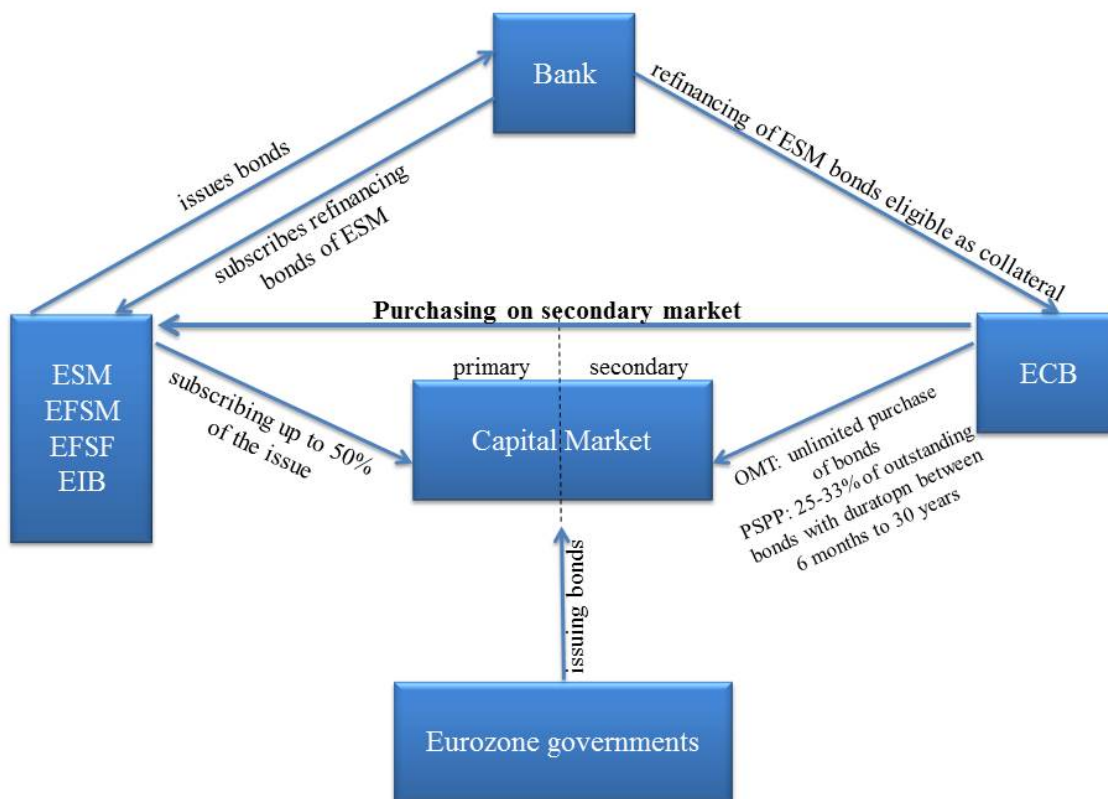 Bank
issues bonds
subscribes refinancing
bonds of ESM
refinancing of ESM bonds eligible as collateral
Purchasing on secondary market
ESM
EFSM
EFSF
EIB
primary
secondary
Capital Market
ECB
subscribing up to 50%
of the issue
OMT: unlimited purchase
of bonds
PSPP: 25-33% of outstanding
bonds with duratopn between
6 months to 30 years
issuing bonds
Eurozone governments